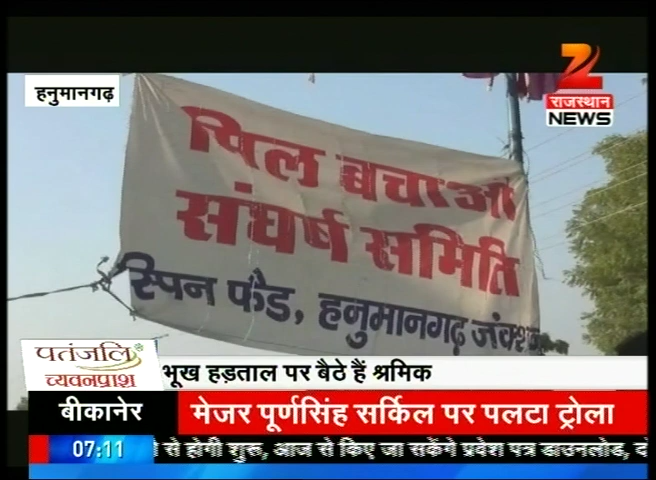 हनुमानगढ़
राजस्थान
NEWS
मिल बचाओ
संघर्ष समिति
स्पिन फैड, हनुमानगढ़ जंक्शन
पतंजलि
च्यवनप्राश
भूख हड़ताल पर बैठे हैं श्रमिक
बीकानेर
मेजर पूर्णसिंह सर्किल पर पलटा ट्रोला
07:11
से होगी शुरू, आज से किए जा सकेंगे प्रवेश पत्र डाउनलोड,